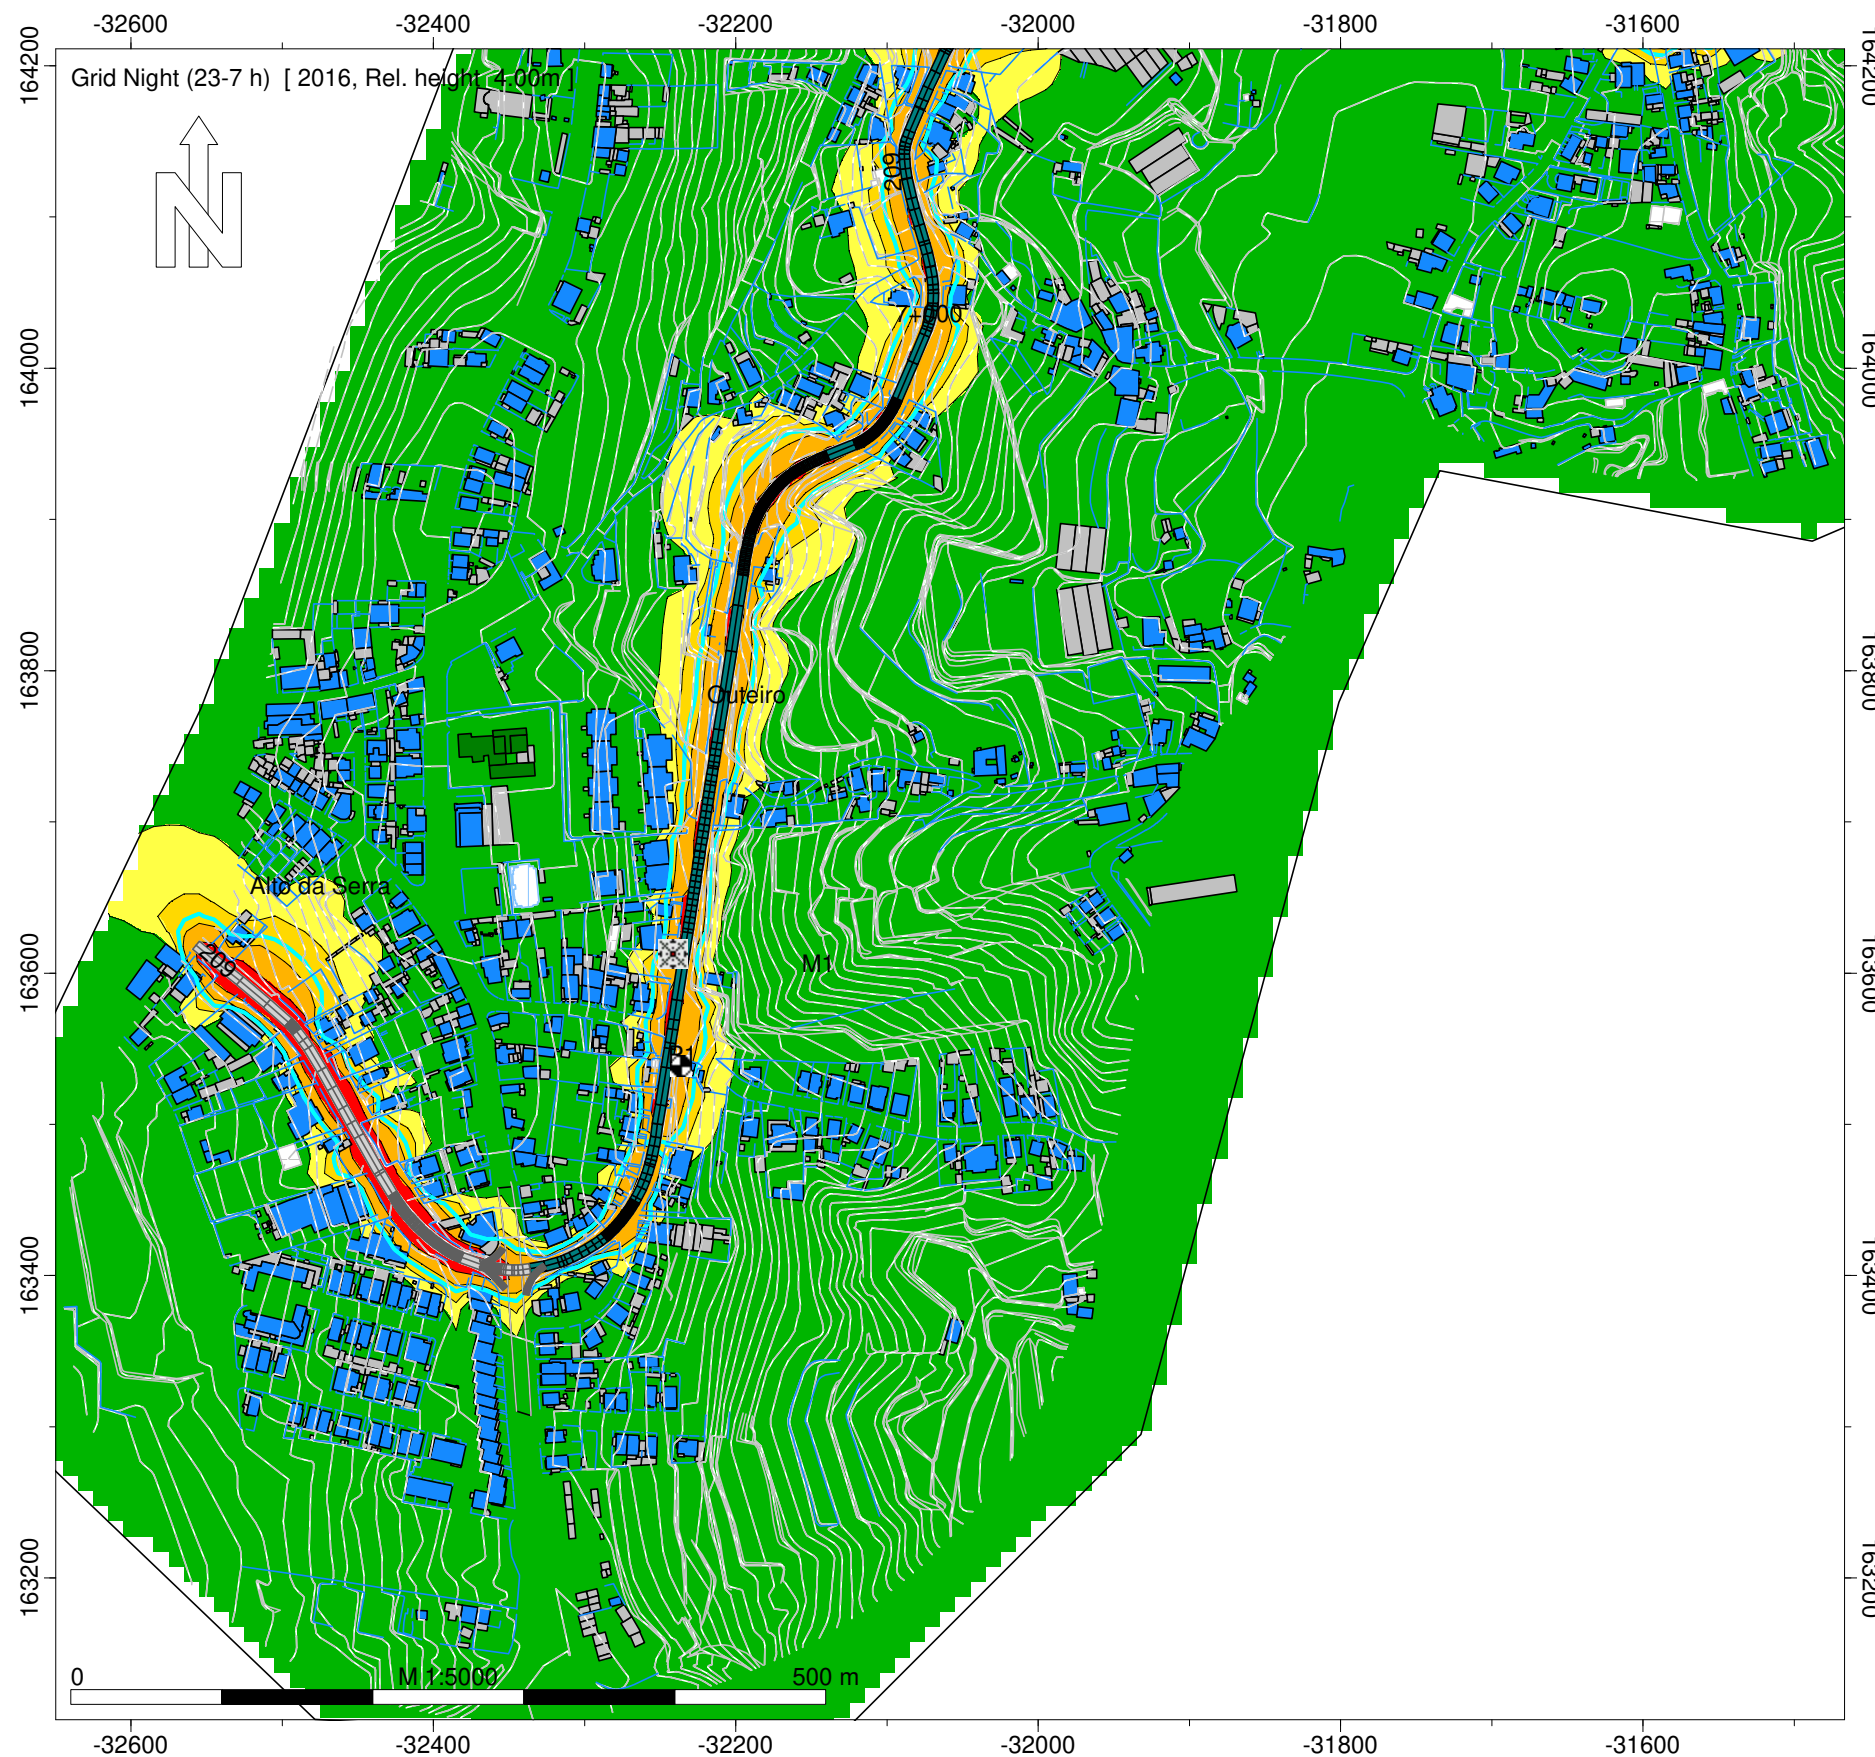 -32600 -32400 -32200 -32000 -31800 -31600
164200 164200
Grid Night (23-7 h) [ 2016, Rel. height 4.00m ]
N
209
7+000
164000 164000
163800 163800
Outeiro
Alto da Serra
209
M1
163600 163600
P1
163400 163400
163200 163200
0 M 1:5000 500 m
-32600 -32400 -32200 -32000 -31800 -31600